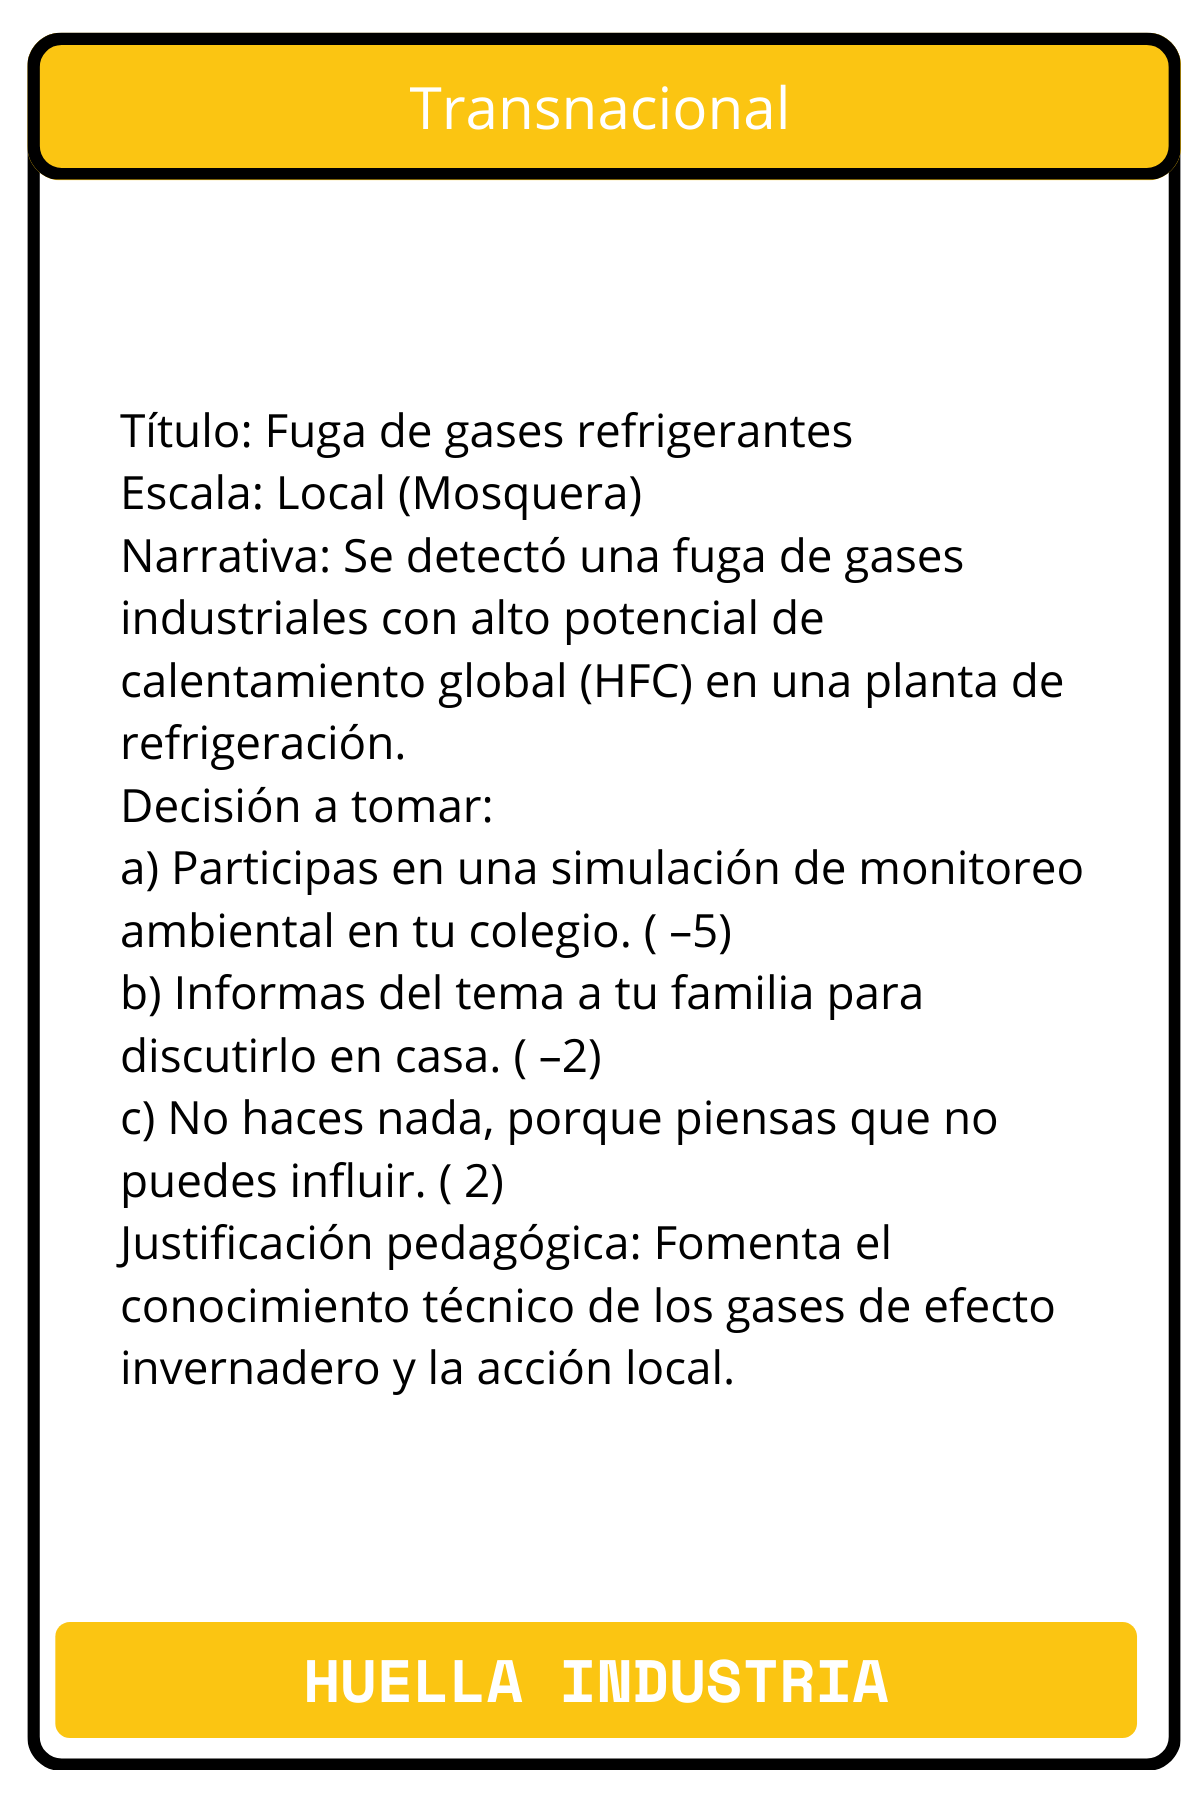 Transnacional
Título: Fuga de gases refrigerantes
Escala: Local (Mosquera)
Narrativa: Se detectó una fuga de gases
industriales con alto potencial de
calentamiento global (HFC) en una planta de
refrigeración.
Decisión a tomar:
a) Participas en una simulación de monitoreo
ambiental en tu colegio. ( –5)
b) Informas del tema a tu familia para
discutirlo en casa. ( –2)
c) No haces nada, porque piensas que no
puedes influir. ( 2)
Justificación pedagógica: Fomenta el
conocimiento técnico de los gases de efecto
invernadero y la acción local.
HUELLA INDUSTRIA